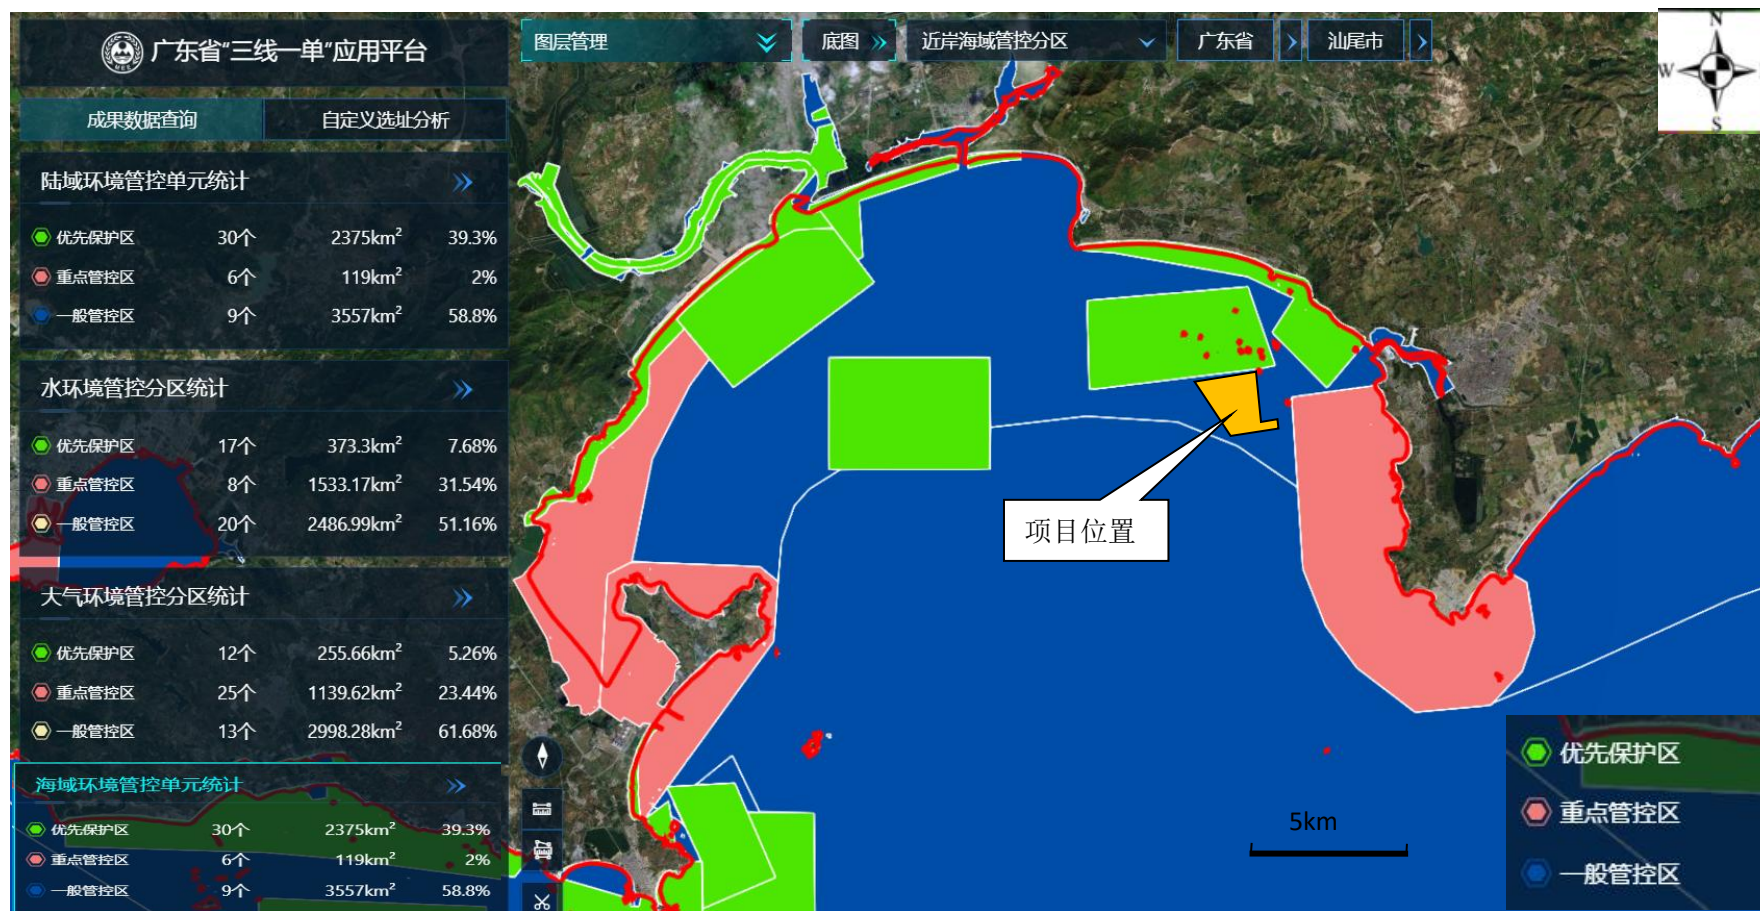 广东省“三线一单”应用平台
图层管理
底图
近岸海域管控分区
广东省
汕尾市
N
W
S
成果数据查询
自定义选址分析
陆域环境管控单元统计
优先保护区 30个 2375km² 39.3%
重点管控区 6个 119km² 2%
一般管控区 9个 3557km² 58.8%
水环境管控分区统计
优先保护区 17个 373.3km² 7.68%
重点管控区 8个 1533.17km² 31.54%
一般管控区 20个 2486.99km² 51.16%
大气环境管控分区统计
优先保护区 12个 255.66km² 5.26%
重点管控区 25个 1139.62km² 23.44%
一般管控区 13个 2998.28km² 61.68%
海域环境管控单元统计
优先保护区 30个 2375km² 39.3%
重点管控区 6个 119km² 2%
一般管控区 9个 3557km² 58.8%
项目位置
5km
优先保护区
重点管控区
一般管控区